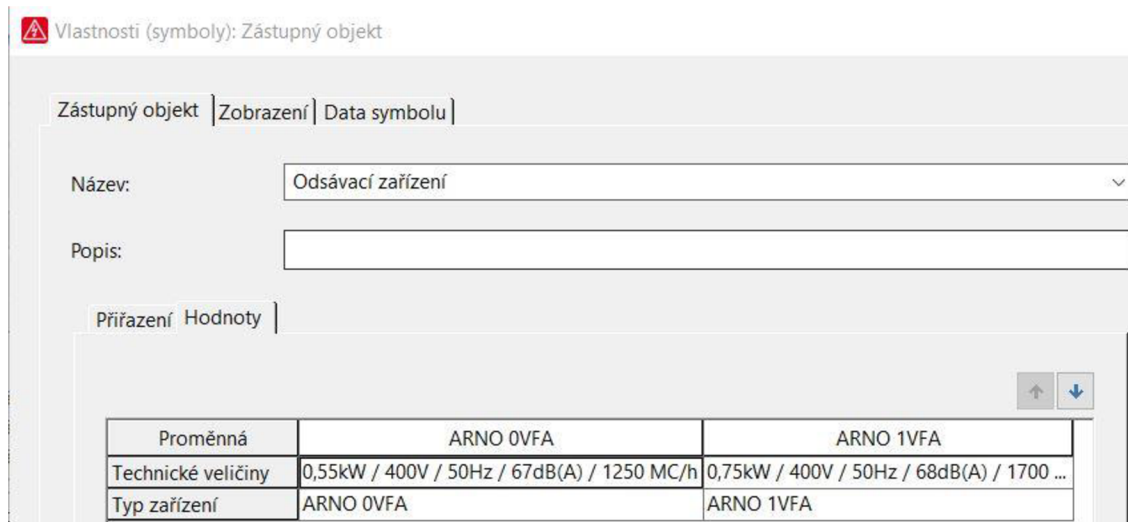 Vlastnosti (symboly): Zástupný objekt
Zástupný objekt Zobrazení Data symbolu
Název: Odsávací zařízení
Popis:
Přiřazení Hodnoty
Proměnná ARNO 0VFA ARNO 1VFA
Technické veličiny 0,55kW / 400V / 50Hz / 67dB(A) / 1250 MC/h 0,75kW / 400V / 50Hz / 68dB(A) / 1700 ...
Typ zařízení ARNO 0VFA ARNO 1VFA